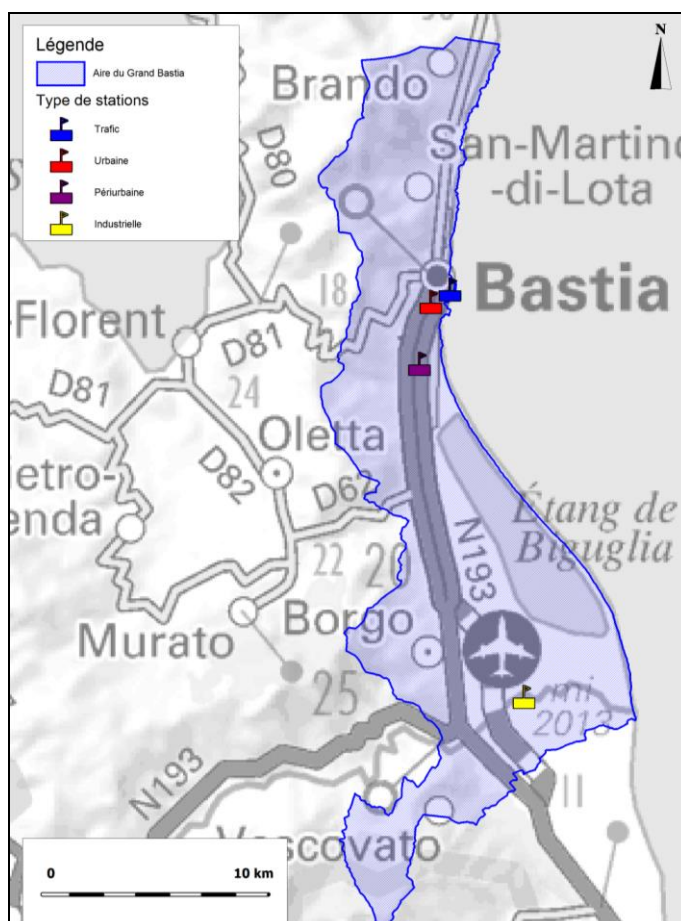 Légende
Aire du Grand Bastia
Type de stations
Trafic
Urbaine
Périurbaine
Industrielle
N
Brando
D80
San-Martino
-di-Lota
Bastia
18
Florent
D81
D81
24
Oletta
D82
D62
22
20
N193
Étang de
Biguglia
Murato
Borgo
25
mi
2013
N193
11
Vescovato
0 10 km